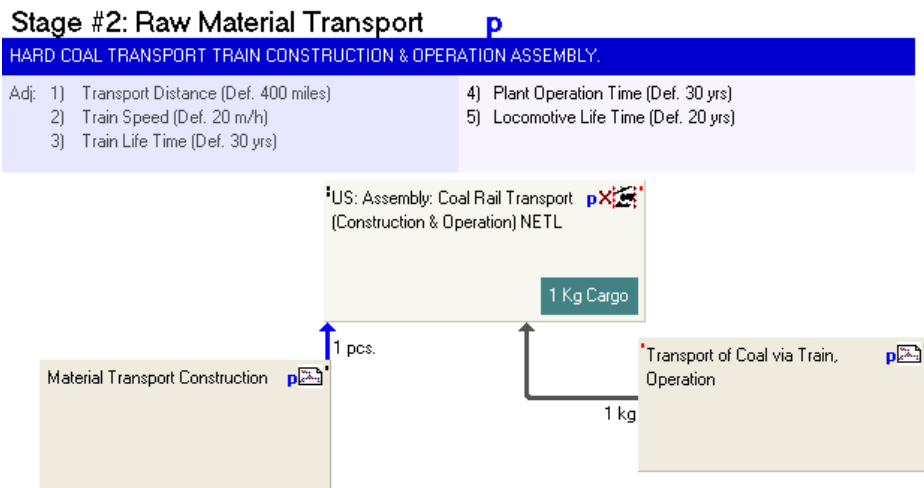 Stage #2: Raw Material Transport p
HARD COAL TRANSPORT TRAIN CONSTRUCTION & OPERATION ASSEMBLY.
Adj: 1) Transport Distance (Def. 400 miles)
2) Train Speed (Def. 20 m/h)
3) Train Life Time (Def. 30 yrs)
4) Plant Operation Time (Def. 30 yrs)
5) Locomotive Life Time (Def. 20 yrs)
US: Assembly: Coal Rail Transport p
(Construction & Operation) NETL
1 Kg Cargo
1 pcs.
Material Transport Construction p
Transport of Coal via Train, p
Operation
1 kg